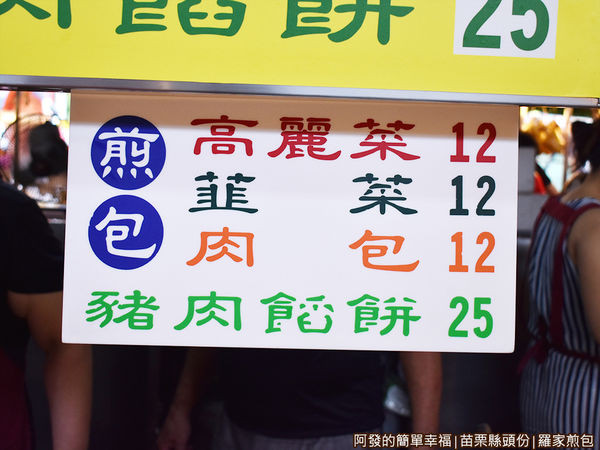 肉餡餅 25
煎包
高麗菜 12
韮菜 12
肉包 12
豬肉餡餅 25
阿發的簡單幸福|苗栗縣頭份|羅家煎包